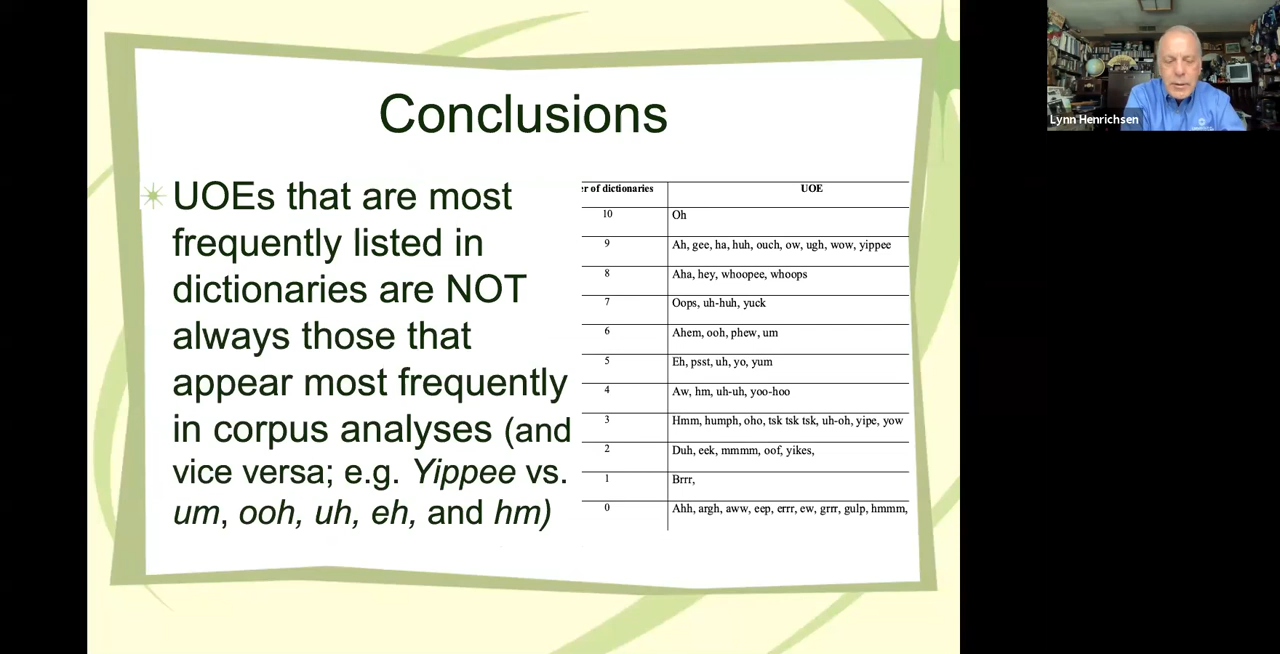 Conclusions
UOEs that are most
frequently listed in
dictionaries are NOT
always those that
appear most frequently
in corpus analyses (and
vice versa; e.g. Yippee vs.
um, ooh, uh, eh, and hm)
er of dictionaries UOE
10 Oh
9 Ah, gee, ha, huh, ouch, ow, ugh, wow, yippee
8 Aha, hey, whoopee, whoops
7 Oops, uh-huh, yuck
6 Ahem, ooh, phew, um
5 Eh, psst, uh, yo, yum
4 Aw, hm, uh-uh, yoo-hoo
3 Hmm, humph, oho, tsk tsk tsk, uh-oh, yipe, yow
2 Duh, eek, mmmm, oof, yikes,
1 Brrr,
0 Ahh, argh, aww, eep, errr, ew, grrr, gulp, hmmm,
Lynn Henrichsen